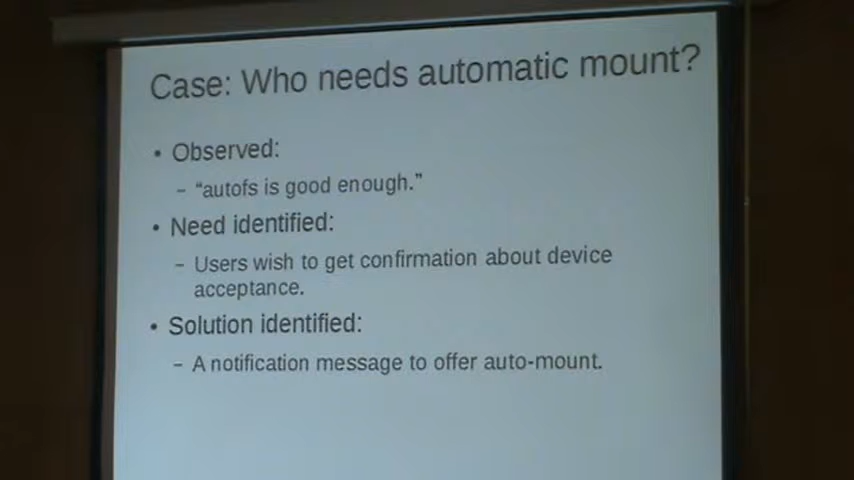 Case: Who needs automatic mount?
• Observed:
– “autofs is good enough.”
• Need identified:
– Users wish to get confirmation about device
acceptance.
• Solution identified:
– A notification message to offer auto-mount.